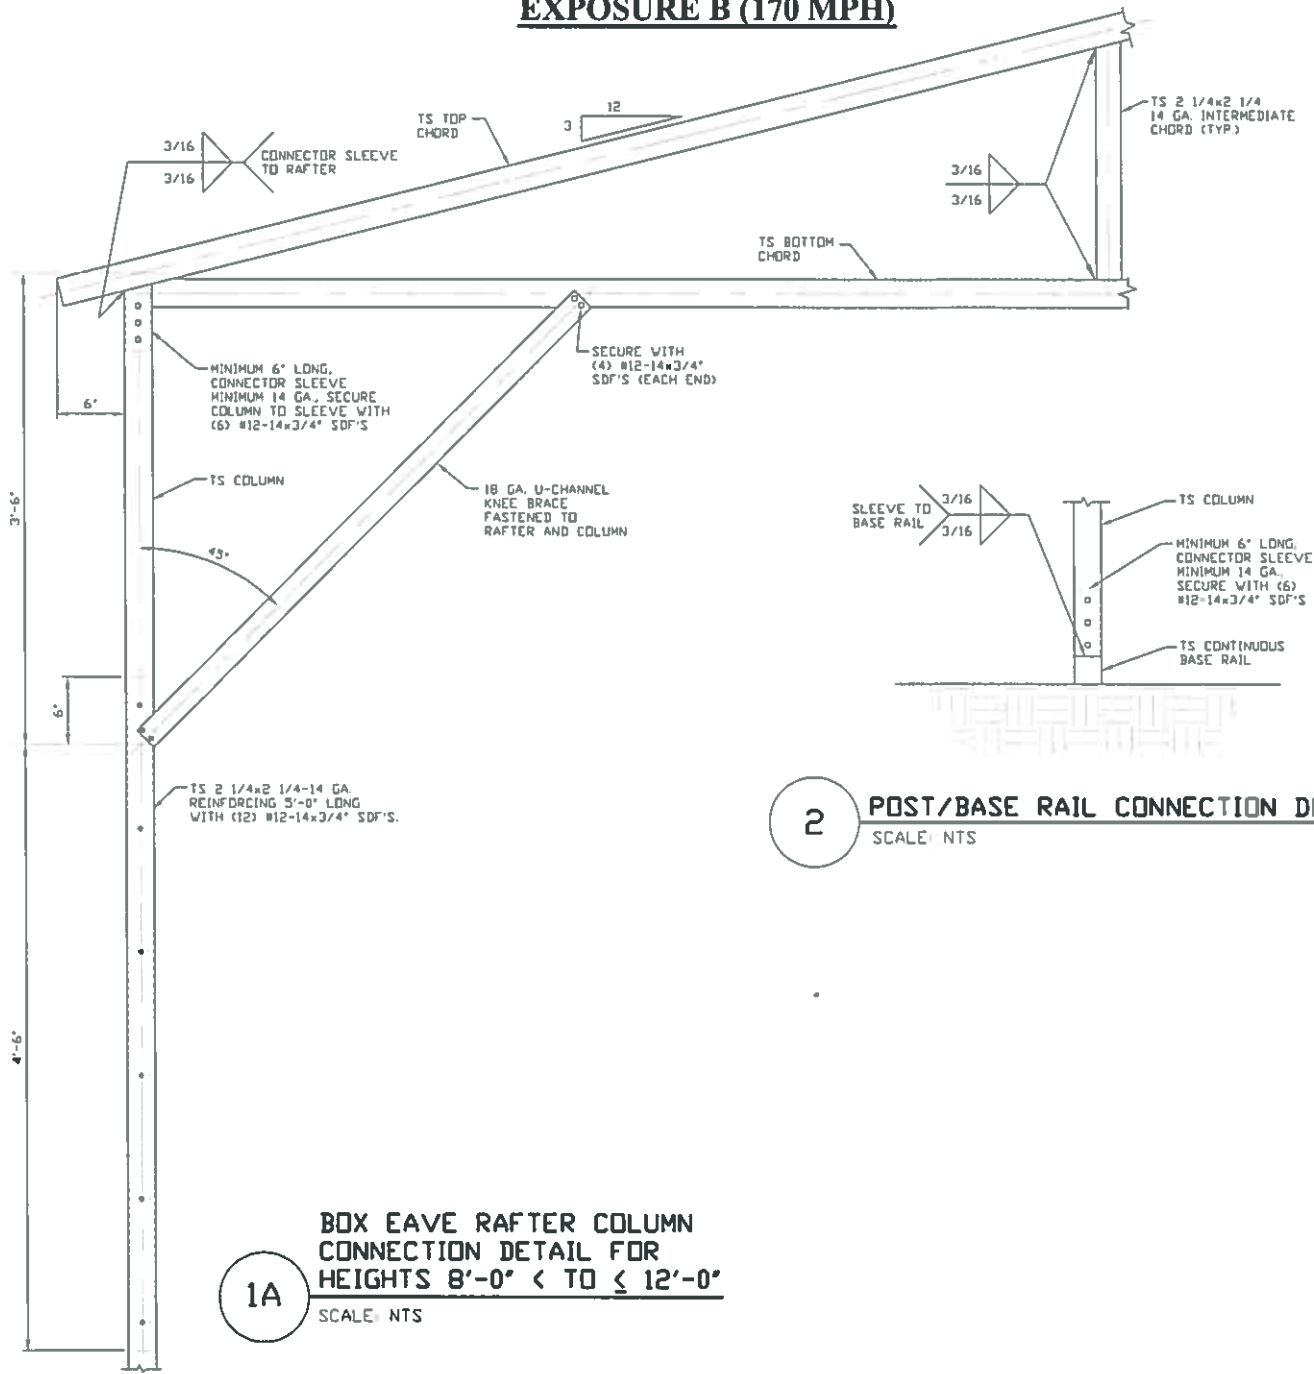 EXPOSURE B (170 MPH)
12
3
TS TOP
CHORD
3/16
3/16
CONNECTOR SLEEVE
TO RAFTER
TS 2 1/4x2 1/4
14 GA. INTERMEDIATE
CHORD (TYP.)
3/16
3/16
TS BOTTOM
CHORD
MINIMUM 6" LONG,
CONNECTOR SLEEVE
MINIMUM 14 GA., SECURE
COLUMN TO SLEEVE WITH
(6) #12-14x3/4" SDF'S
SECURE WITH
(4) #12-14x3/4"
SDF'S (EACH END)
6"
TS COLUMN
3'-6"
18 GA. U-CHANNEL
KNEE BRACE
FASTENED TO
RAFTER AND COLUMN
45°
6"
TS 2 1/4x2 1/4-14 GA.
REINFORCING 5'-0" LONG
WITH (12) #12-14x3/4" SDF'S.
4'-6"
SLEEVE TO
BASE RAIL
3/16
3/16
TS COLUMN
MINIMUM 6" LONG,
CONNECTOR SLEEVE
MINIMUM 14 GA.,
SECURE WITH (6)
#12-14x3/4" SDF'S
TS CONTINUOUS
BASE RAIL
2
POST/BASE RAIL CONNECTION
SCALE: NTS
1A
BOX EAVE RAFTER COLUMN
CONNECTION DETAIL FOR
HEIGHTS 8'-0" < TO ≤ 12'-0"
SCALE: NTS